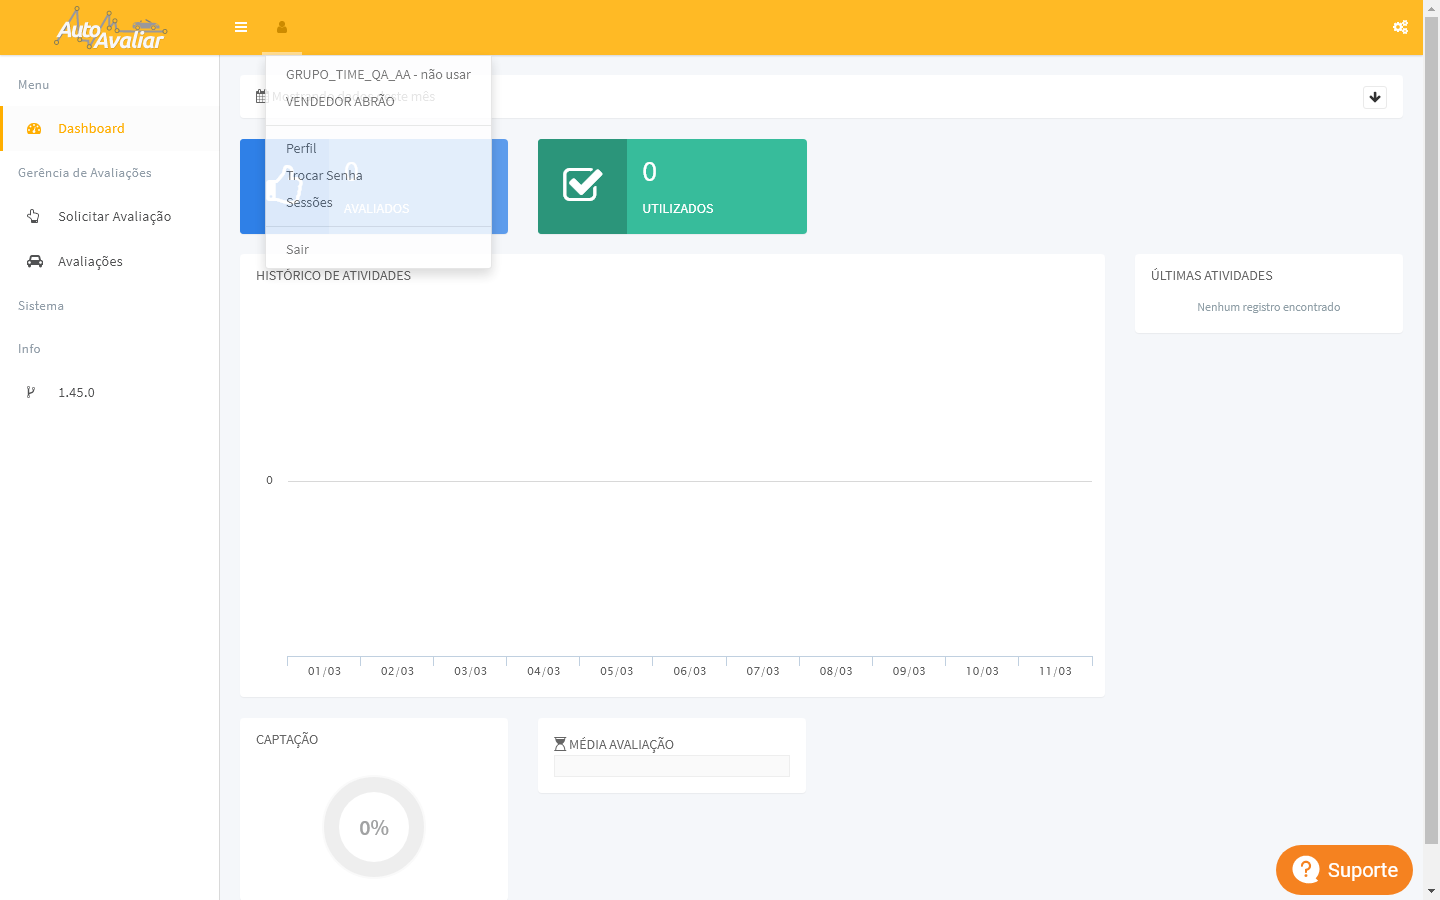 Auto
Avaliar
Menu
Dashboard
Gerência de Avaliações
Solicitar Avaliação
Avaliações
Sistema
Info
1.45.0
GRUPO_TIME_QA_AA - não usar
Mostrando dados deste mês
VENDEDOR ABRÃO
Perfil
Trocar Senha
Sessões
Sair
0
AVALIADOS
0
UTILIZADOS
HISTÓRICO DE ATIVIDADES
0
01/03 02/03 03/03 04/03 05/03 06/03 07/03 08/03 09/03 10/03 11/03
ÚLTIMAS ATIVIDADES
Nenhum registro encontrado
CAPTAÇÃO
0%
MÉDIA AVALIAÇÃO
Suporte